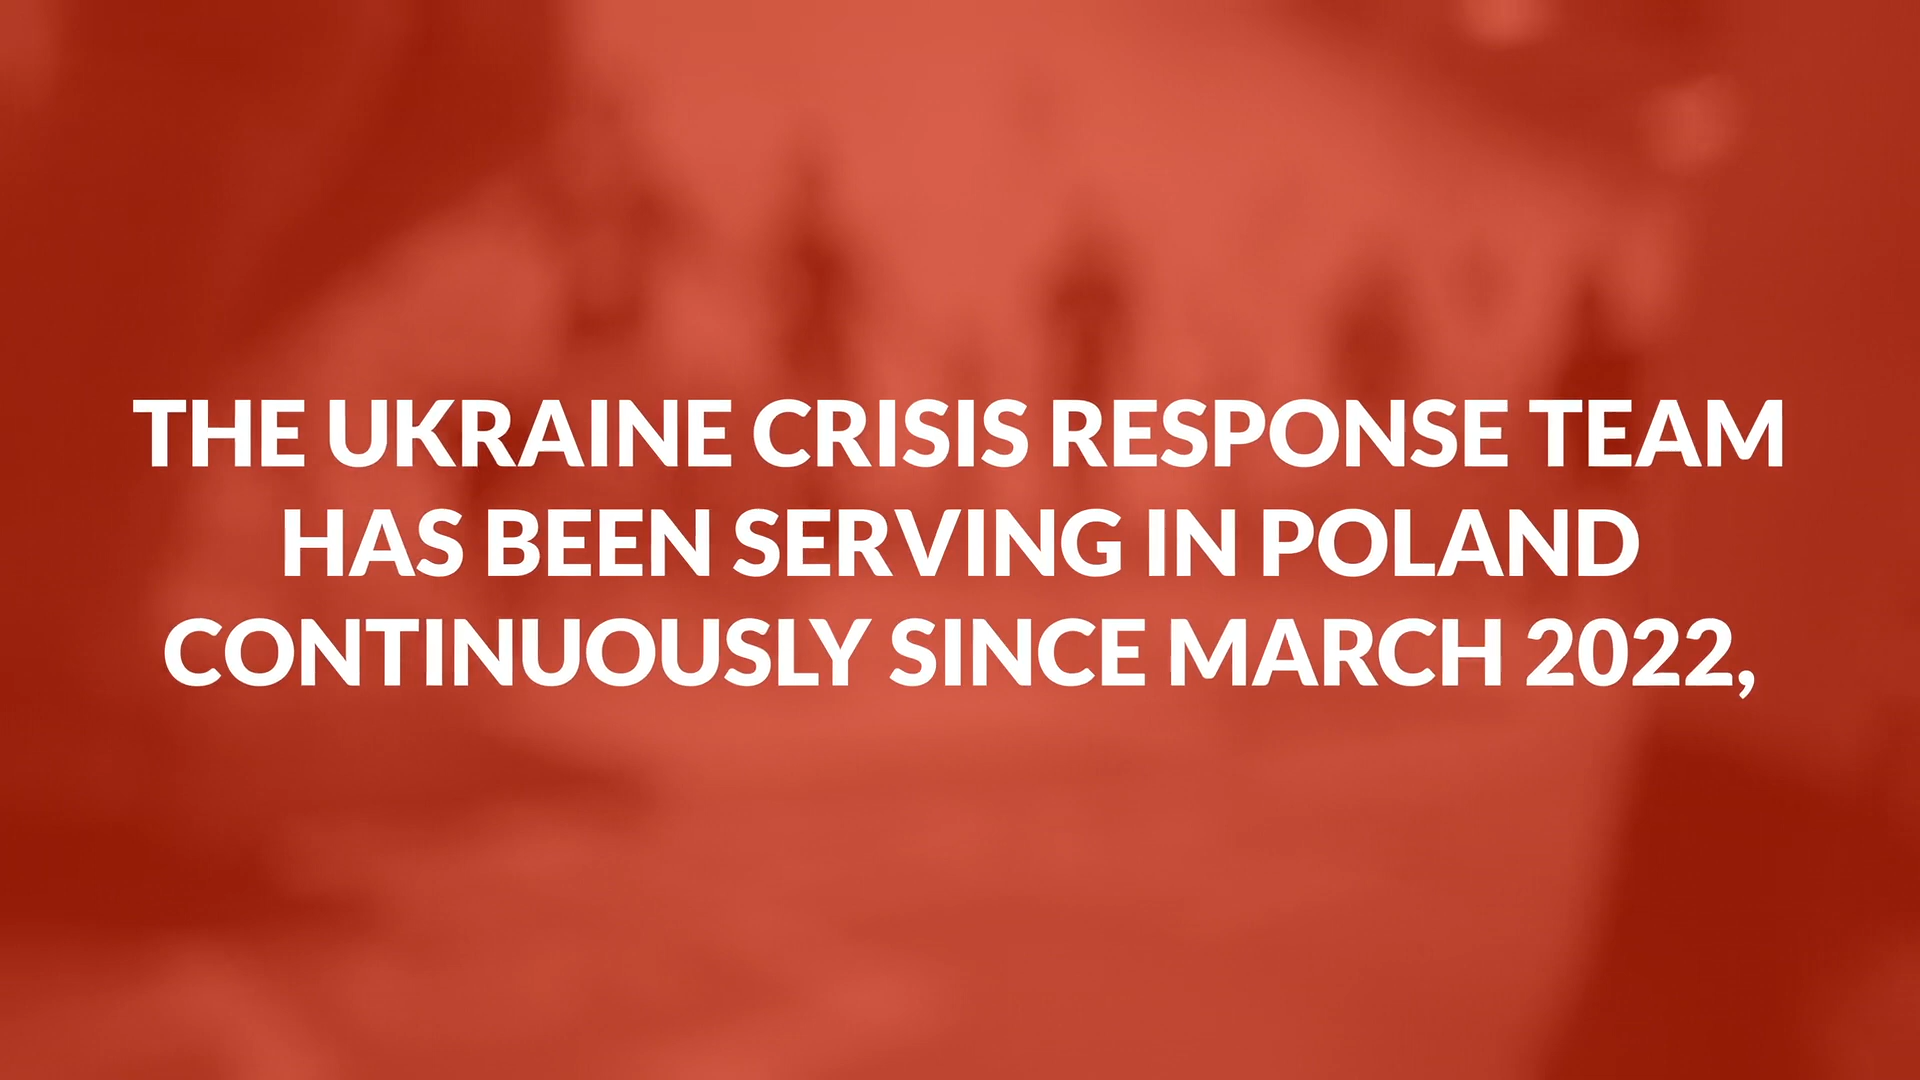 THE UKRAINE CRISIS RESPONSE TEAM
HAS BEEN SERVING IN POLAND
CONTINUOUSLY SINCE MARCH 2022,